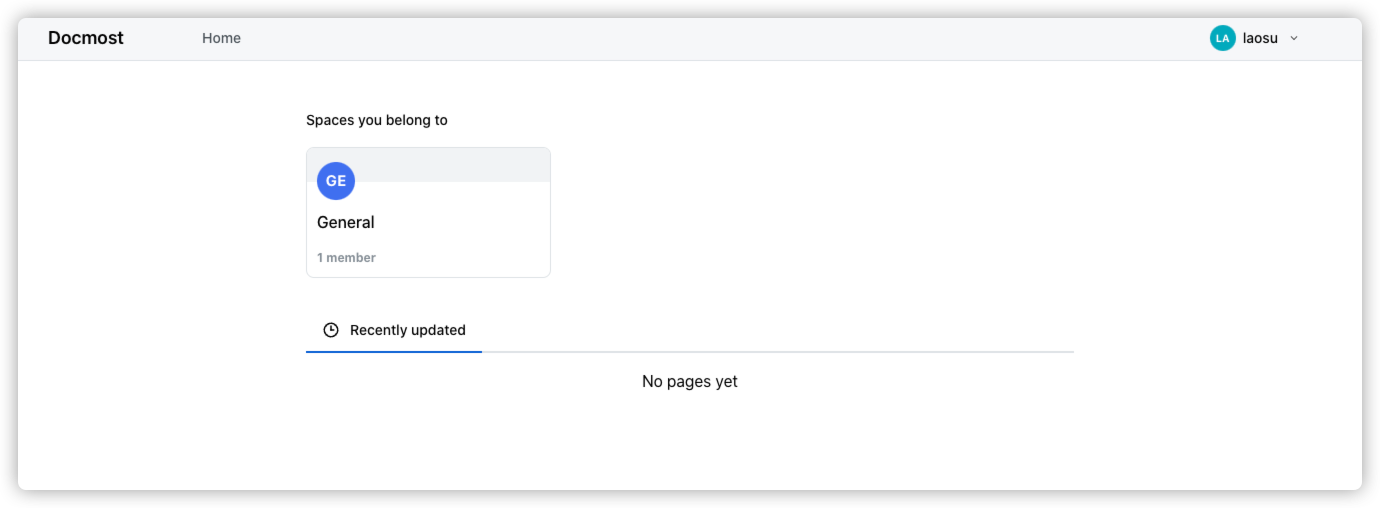 Docmost Home LA laosu
Spaces you belong to
GE
General
1 member
Recently updated
No pages yet